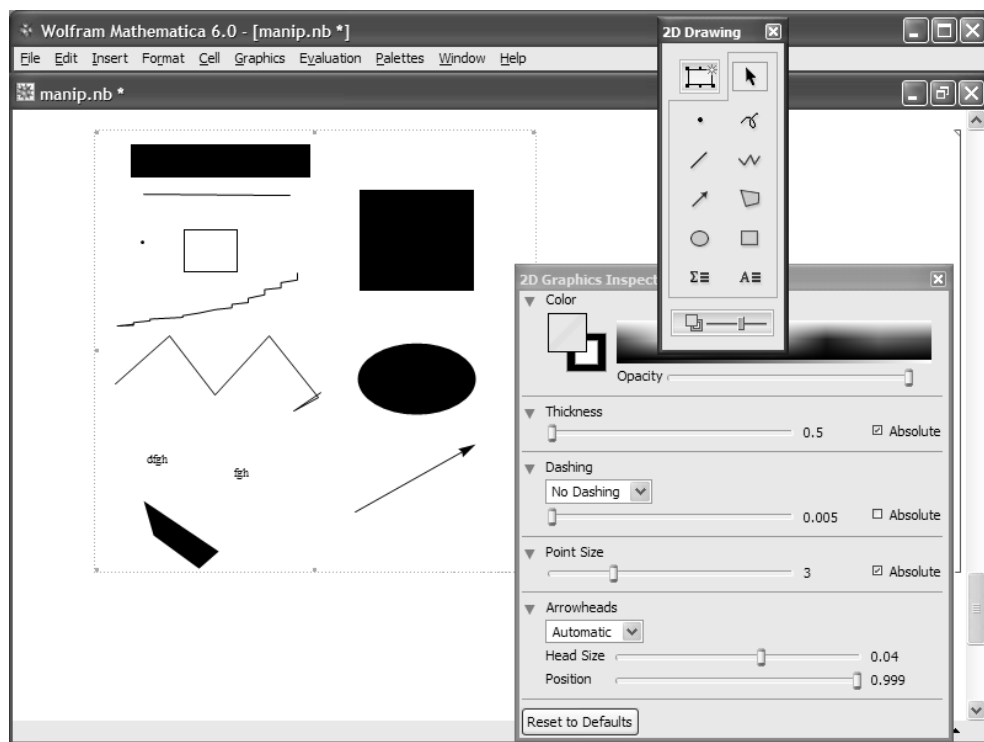 Wolfram Mathematica 6.0 - [manip.nb *]
File Edit Insert Format Cell Graphics Evaluation Palettes Window Help
manip.nb *
dfgh
fgh
2D Drawing
Σ
A
2D Graphics Inspect
Color
Opacity
Thickness
0.5 Absolute
Dashing
No Dashing
0.005 Absolute
Point Size
3 Absolute
Arrowheads
Automatic
Head Size 0.04
Position 0.999
Reset to Defaults